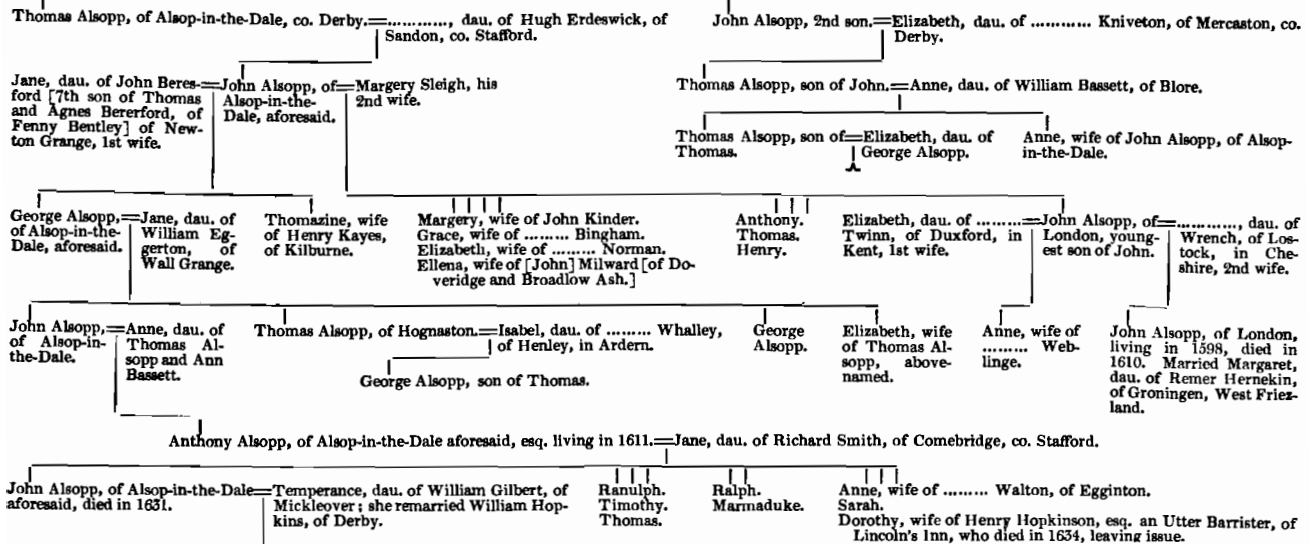 Thomas Alsopp, of Alsop-in-the-Dale, co. Derby.=............, dau. of Hugh Erdeswick, of
Sandon, co. Stafford.
John Alsopp, 2nd son.=Elizabeth, dau. of ............ Kniveton, of Mercaston, co.
Derby.
Jane, dau. of John Beres-
ford [7th son of Thomas
and Agnes Bererford, of
Fenny Bentley] of New-
ton Grange, 1st wife.
=John Alsopp, of=
Alsop-in-the-
Dale, aforesaid.
Margery Sleigh, his
2nd wife.
Thomas Alsopp, son of John.=Anne, dau. of William Bassett, of Blore.
Thomas Alsopp, son of=
Thomas.
Elizabeth, dau. of
George Alsopp.
Anne, wife of John Alsopp, of Alsop-
in-the-Dale.
George Alsopp,=
of Alsop-in-the-
Dale, aforesaid.
Jane, dau. of
William Eg-
gerton, of
Wall Grange.
Thomazine, wife
of Henry Kayes,
of Kilburne.
Margery, wife of John Kinder.
Grace, wife of ......... Bingham.
Elizabeth, wife of ......... Norman.
Ellena, wife of [John] Milward [of Do-
veridge and Broadlow Ash.]
Anthony.
Thomas.
Henry.
Elizabeth, dau. of .........
Twinn, of Duxford, in
Kent, 1st wife.
=John Alsopp, of=
London, young-
est son of John.
............, dau. of
Wrench, of Los-
tock, in Che-
shire, 2nd wife.
John Alsopp,=
of Alsop-in-
the-Dale.
Anne, dau. of
Thomas Al-
sopp and Ann
Bassett.
Thomas Alsopp, of Hognaston.=Isabel, dau. of ......... Whalley,
of Henley, in Ardern.
George Alsopp, son of Thomas.
George
Alsopp.
Elizabeth, wife
of Thomas Al-
sopp, above-
named.
Anne, wife of
......... Web-
linge.
John Alsopp, of London,
living in 1598, died in
1610. Married Margaret,
dau. of Remer Hernekin,
of Groningen, West Friez-
land.
Anthony Alsopp, of Alsop-in-the-Dale aforesaid, esq. living in 1611.=Jane, dau. of Richard Smith, of Comebridge, co. Stafford.
John Alsopp, of Alsop-in-the-Dale=
aforesaid, died in 1631.
Temperance, dau. of William Gilbert, of
Mickleover; she remarried William Hop-
kins, of Derby.
Ranulph.
Timothy.
Thomas.
Ralph.
Marmaduke.
Anne, wife of ......... Walton, of Egginton.
Sarah.
Dorothy, wife of Henry Hopkinson, esq. an Utter Barrister, of
Lincoln's Inn, who died in 1634, leaving issue.